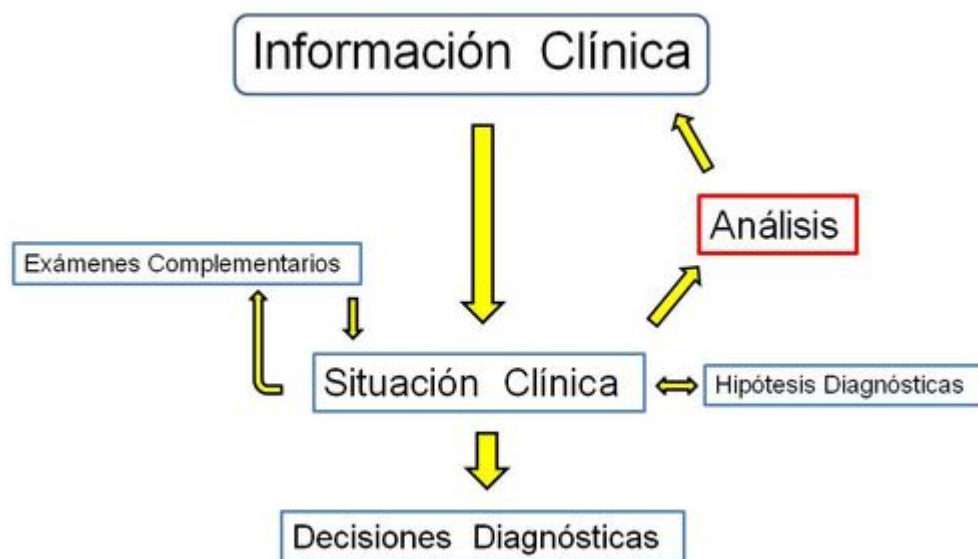 Información Clínica
Análisis
Exámenes Complementarios
Situación Clínica
Hipótesis Diagnósticas
Decisiones Diagnósticas